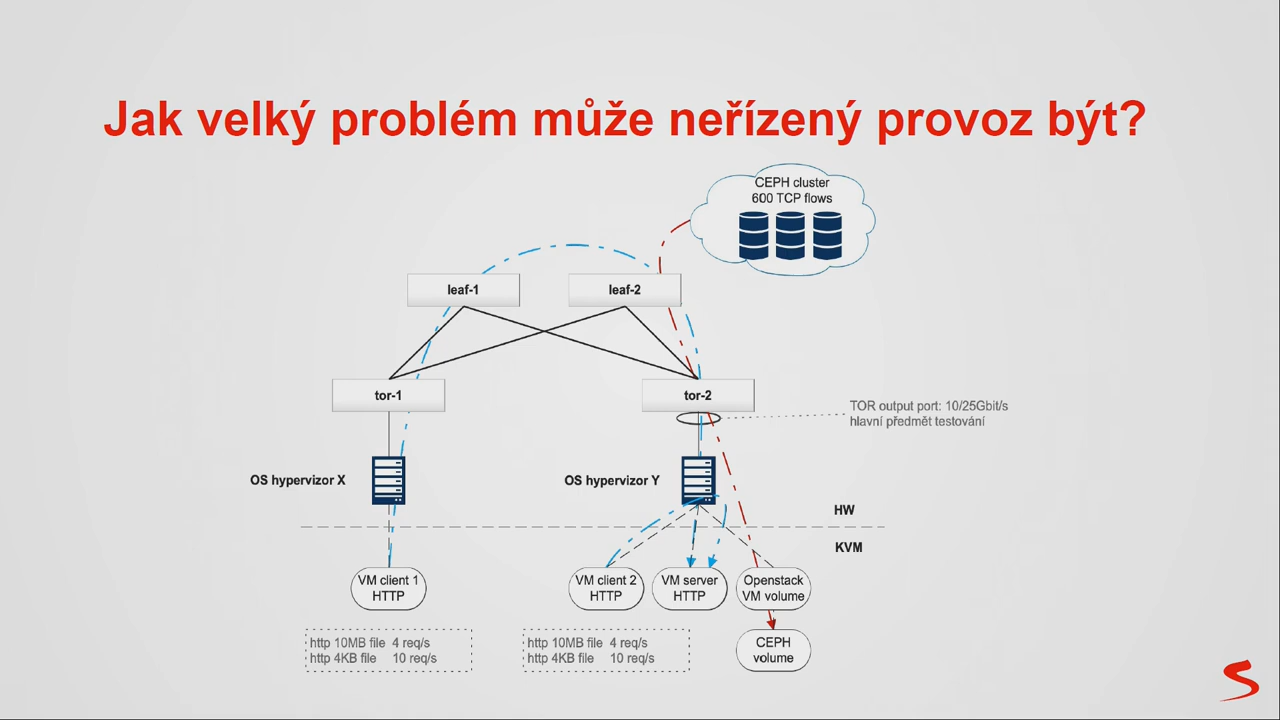 Jak velký problém může neřízený provoz být?
CEPH cluster
600 TCP flows
leaf-1
leaf-2
tor-1
tor-2
TOR output port: 10/25Gbit/s
hlavní předmět testování
OS hypervizor X
OS hypervizor Y
HW
KVM
VM client 1
HTTP
VM client 2
HTTP
VM server
HTTP
Openstack
VM volume
http 10MB file 4 req/s
http 4KB file 10 req/s
http 10MB file 4 req/s
http 4KB file 10 req/s
CEPH
volume